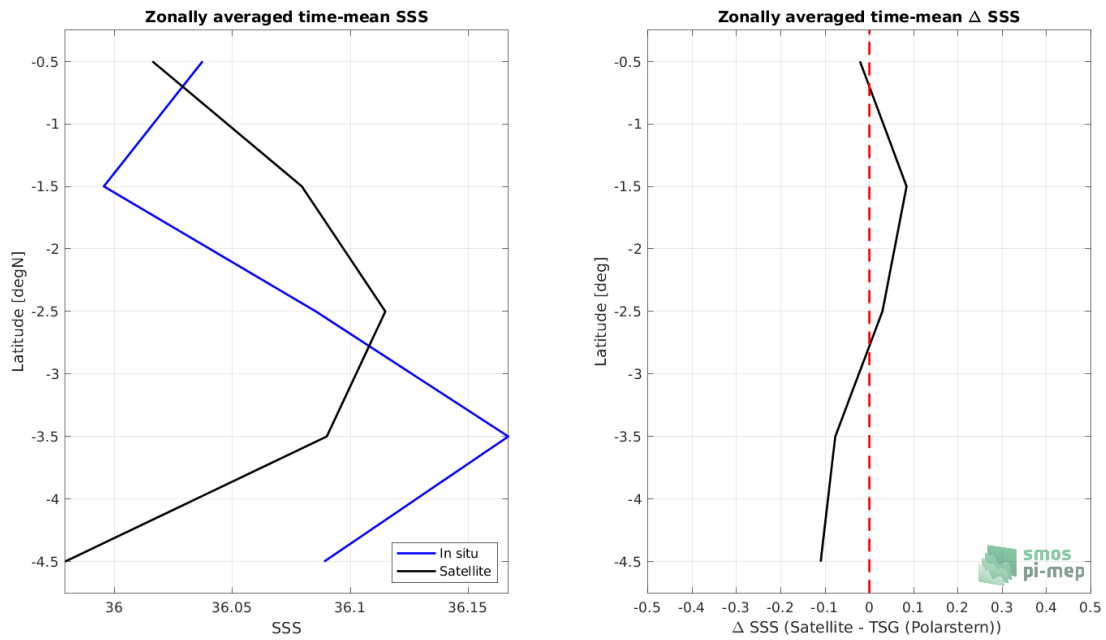 Zonally averaged time-mean SSS
-0.5
-1
-1.5
-2
-2.5
-3
-3.5
-4
-4.5
Latitude [degN]
36
36.05
36.1
36.15
SSS
In situ
Satellite
Zonally averaged time-mean Δ SSS
-0.5
-1
-1.5
-2
-2.5
-3
-3.5
-4
-4.5
Latitude [deg]
-0.5 -0.4 -0.3 -0.2 -0.1 0 0.1 0.2 0.3 0.4 0.5
Δ SSS (Satellite - TSG (Polarstern))
smos
pi-mep